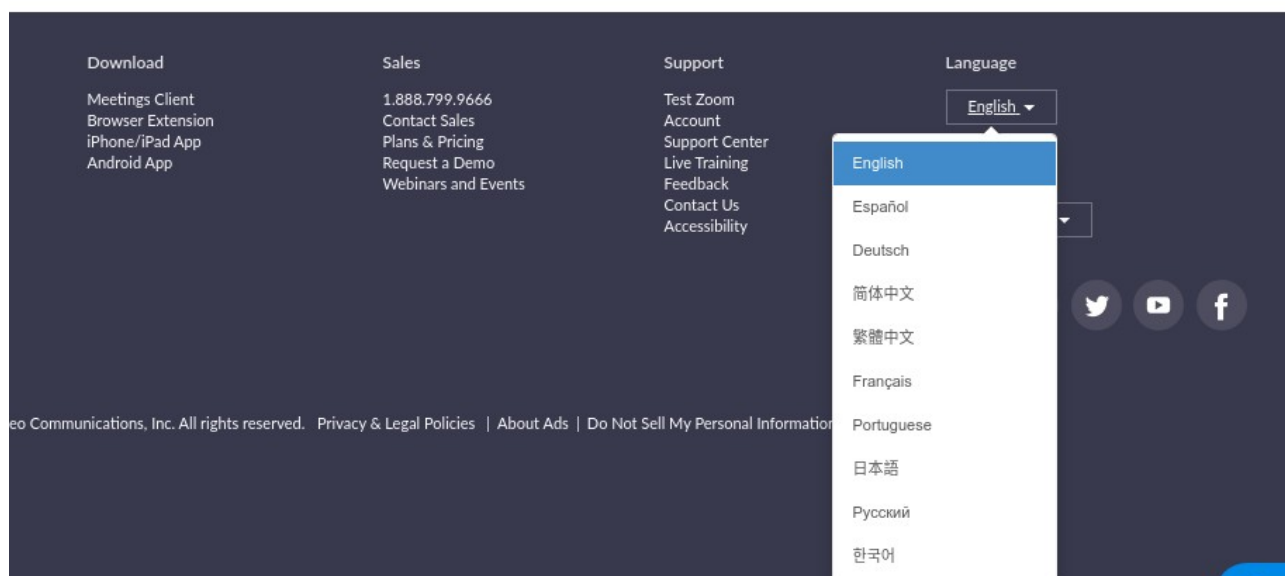 Download
Meetings Client
Browser Extension
iPhone/iPad App
Android App
Sales
1.888.799.9666
Contact Sales
Plans & Pricing
Request a Demo
Webinars and Events
Support
Test Zoom
Account
Support Center
Live Training
Feedback
Contact Us
Accessibility
Language
English
English
Español
Deutsch
简体中文
繁體中文
Français
Portuguese
日本語
Русский
한국어
Communications, Inc. All rights reserved. Privacy & Legal Policies | About Ads | Do Not Sell My Personal